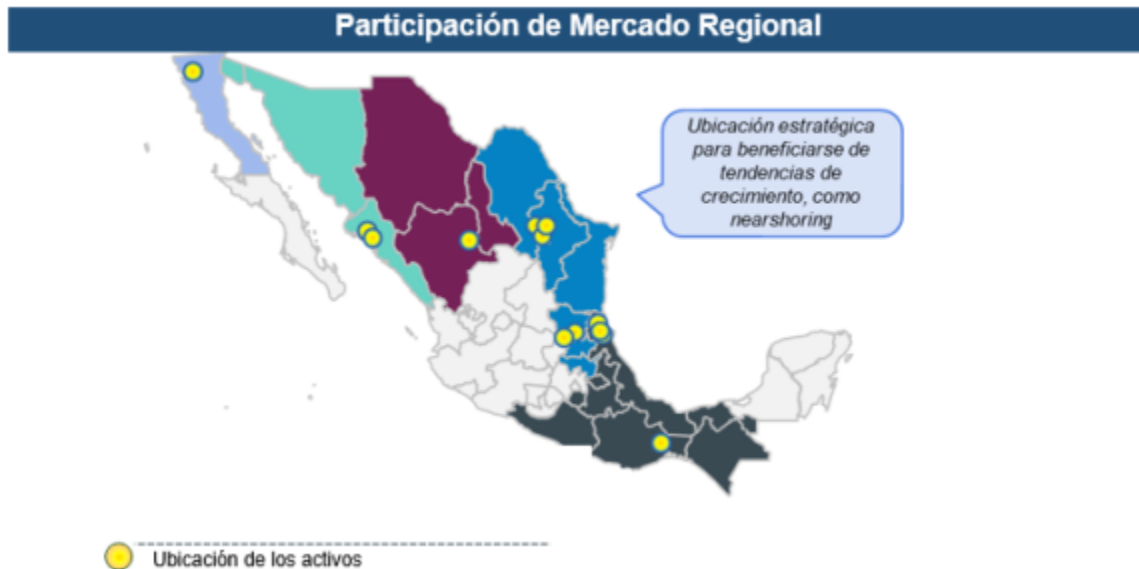 Participación de Mercado Regional
Ubicación estratégica
para beneficiarse de
tendencias de
crecimiento, como
nearshoring
Ubicación de los activos